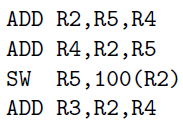 ADD R2,R5,R4
ADD R4,R2,R5
SW R5,100(R2)
ADD R3,R2,R4